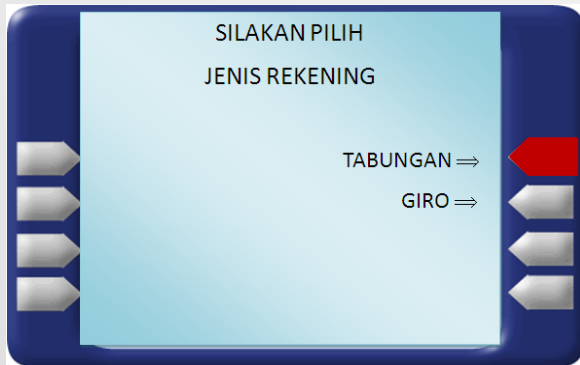 SILAKAN PILIH
JENIS REKENING
TABUNGAN ⇒
GIRO ⇒